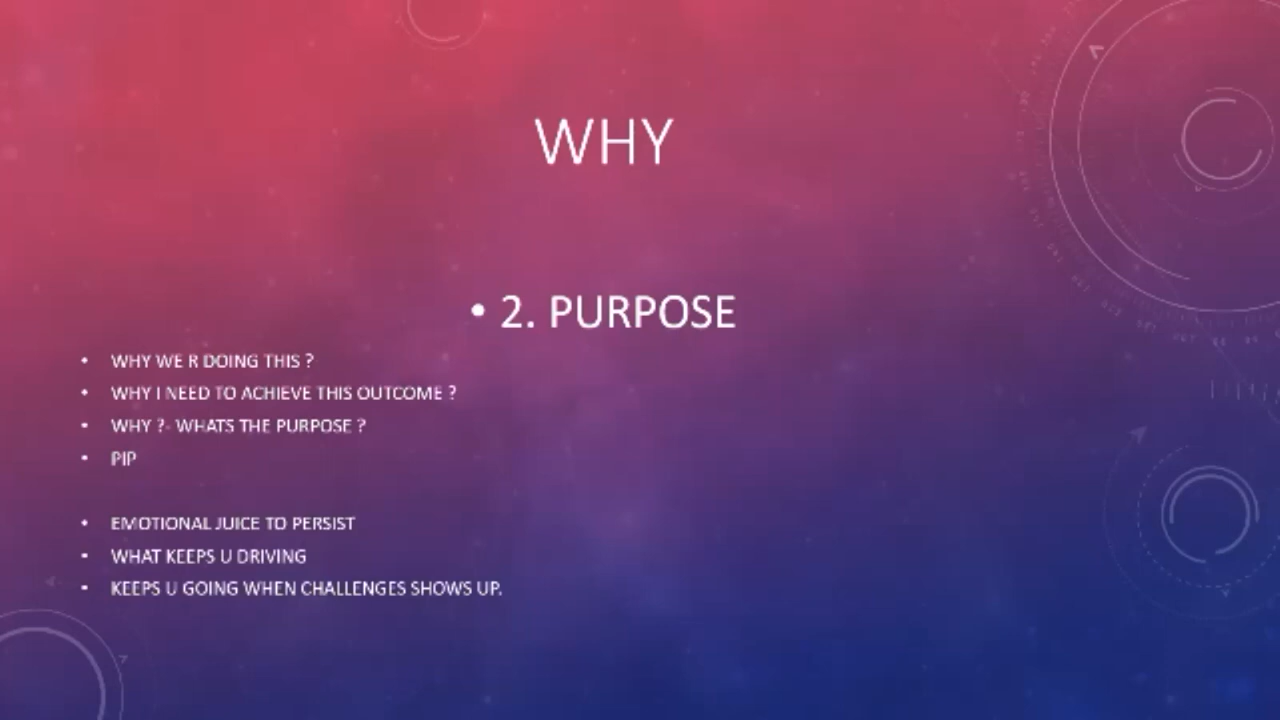 WHY
• 2. PURPOSE
• WHY WE R DOING THIS ?
• WHY I NEED TO ACHIEVE THIS OUTCOME ?
• WHY ?- WHATS THE PURPOSE ?
• PIP
• EMOTIONAL JUICE TO PERSIST
• WHAT KEEPS U DRIVING
• KEEPS U GOING WHEN CHALLENGES SHOWS UP.